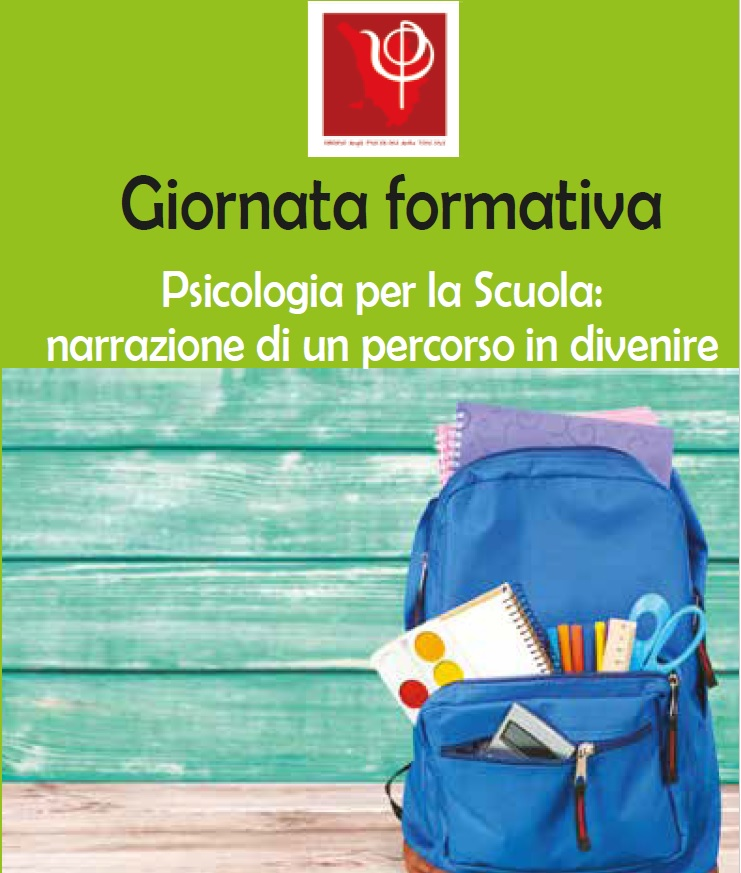 Giornata formativa
Psicologia per la Scuola:
narrazione di un percorso in divenire